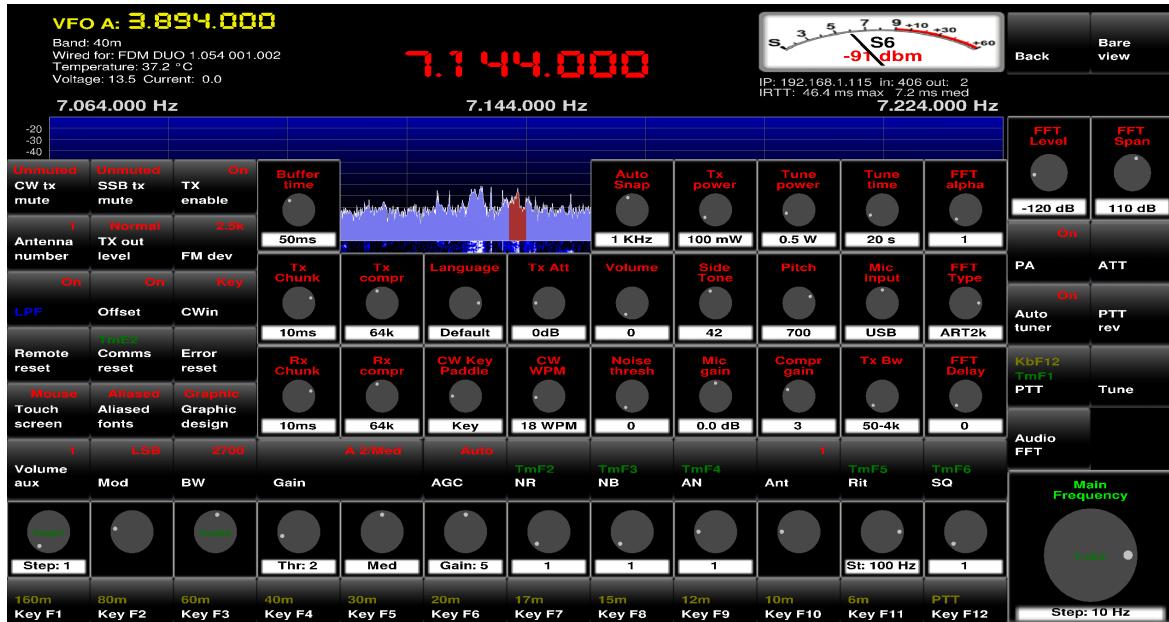 VFO A: 3.894.000
Band: 40m
Wired for: FDM DUO 1.054 001.002
Temperature: 37.2 °C
Voltage: 13.5 Current: 0.0
7.144.000
S 3 5 7 9 +10 +30 +60
S6
-91 dbm
IP: 192.168.1.115 in: 406 out: 2
IRTT: 46.4 ms max 7.2 ms med
Back
Bare
view
7.064.000 Hz
7.144.000 Hz
7.224.000 Hz
-20
-30
-40
FFT
Level
-120 dB
FFT
Span
110 dB
Unmuted
CW tx
mute
Unmuted
SSB tx
mute
On
TX
enable
Buffer
time
50ms
Auto
Snap
1 KHz
Tx
power
100 mW
Tune
power
0.5 W
Tune
time
20 s
FFT
alpha
1
1
Antenna
number
Normal
TX out
level
2.5k
FM dev
On
PA
ATT
On
LPF
On
Offset
Key
CWin
Tx
Chunk
10ms
Tx
compr
64k
Language
Default
Tx Att
0dB
Volume
0
Side
Tone
42
Pitch
700
Mic
Input
USB
FFT
Type
ART2k
On
Auto
tuner
PTT
rev
Remote
reset
TmE2
Comms
reset
Error
reset
Rx
Chunk
10ms
Rx
compr
64k
CW Key
Paddle
Key
CW
WPM
18 WPM
Noise
thresh
0
Mic
gain
0.0 dB
Compr
gain
3
Tx Bw
50-4k
FFT
Delay
0
KbF12
TmF1
PTT
Tune
Mouse
Touch
screen
Aliased
Aliased
fonts
Graphic
Graphic
design
Audio
FFT
1
Volume
aux
LSB
Mod
2700
BW
A 2/Med
Gain
Auto
AGC
TmF2
NR
TmF3
NB
TmF4
AN
1
Ant
TmF5
Rit
TmF6
SQ
Step: 1
Thr: 2
Med
Gain: 5
1
1
1
St: 100 Hz
1
Main
Frequency
Step: 10 Hz
160m
Key F1
80m
Key F2
60m
Key F3
40m
Key F4
30m
Key F5
20m
Key F6
17m
Key F7
15m
Key F8
12m
Key F9
10m
Key F10
6m
Key F11
PTT
Key F12